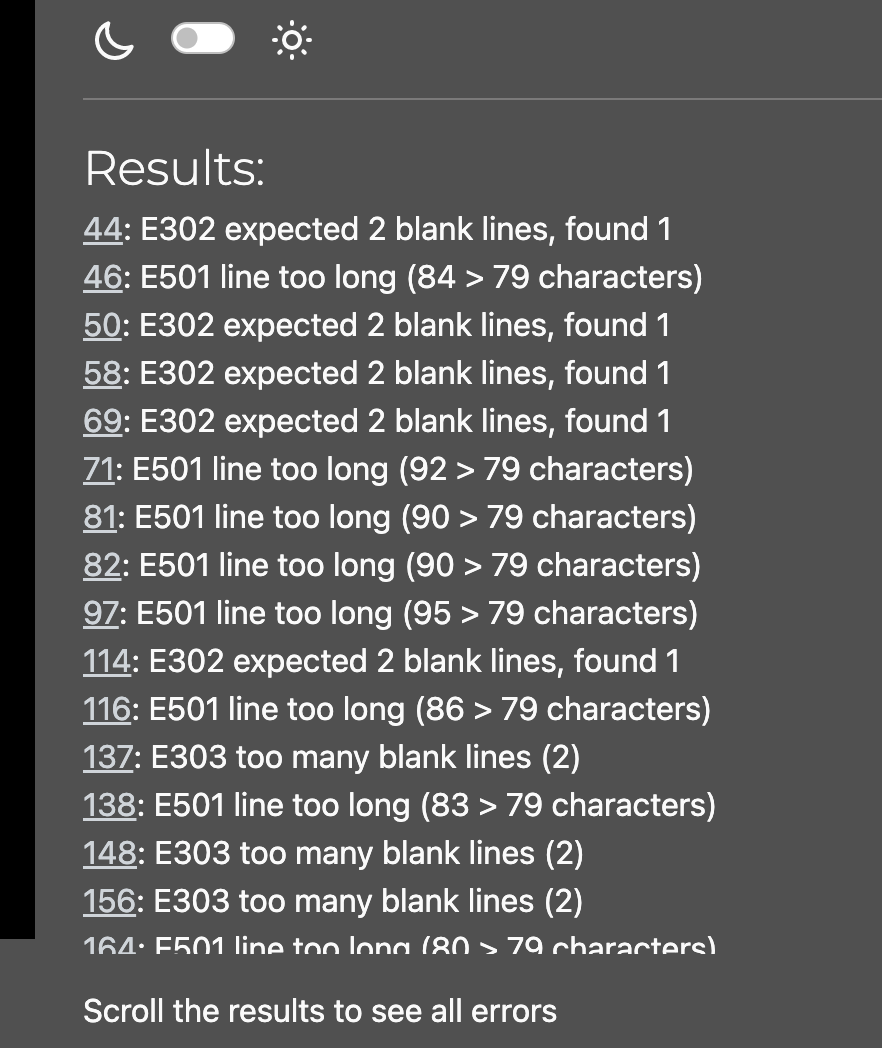 Results:
44: E302 expected 2 blank lines, found 1
46: E501 line too long (84 > 79 characters)
50: E302 expected 2 blank lines, found 1
58: E302 expected 2 blank lines, found 1
69: E302 expected 2 blank lines, found 1
71: E501 line too long (92 > 79 characters)
81: E501 line too long (90 > 79 characters)
82: E501 line too long (90 > 79 characters)
97: E501 line too long (95 > 79 characters)
114: E302 expected 2 blank lines, found 1
116: E501 line too long (86 > 79 characters)
137: E303 too many blank lines (2)
138: E501 line too long (83 > 79 characters)
148: E303 too many blank lines (2)
156: E303 too many blank lines (2)
164: E501 line too long (80 > 79 characters)
Scroll the results to see all errors